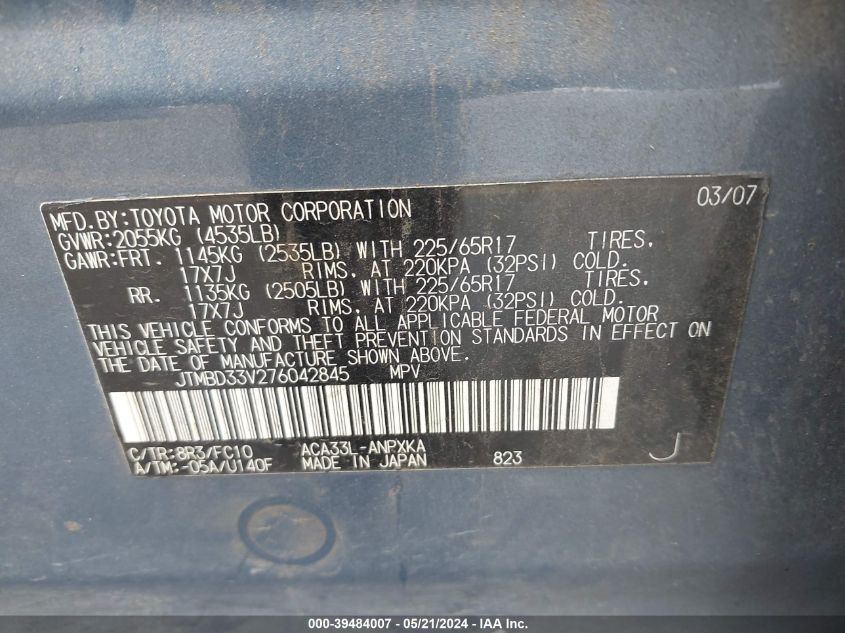 MFD.BY:TOYOTA MOTOR CORPORATION 03/07
GVWR:2055KG (4535LB)
GAWR:FRT. 1145KG (2535LB) WITH 225/65R17 TIRES,
17X7J RIMS, AT 220KPA (32PSI) COLD.
RR. 1135KG (2505LB) WITH 225/65R17 TIRES,
17X7J RIMS, AT 220KPA (32PSI) COLD.
THIS VEHICLE CONFORMS TO ALL APPLICABLE FEDERAL MOTOR
VEHICLE SAFETY AND THEFT PREVENTION STANDARDS IN EFFECT ON
THE DATE OF MANUFACTURE SHOWN ABOVE.
JTMBD33V276042845 MPV
C/TR:8R3/FC10 ACA33L-ANPXKA
A/TM:-05A/U140F MADE IN JAPAN 823 J
000-39484007 - 05/21/2024 - IAA Inc.